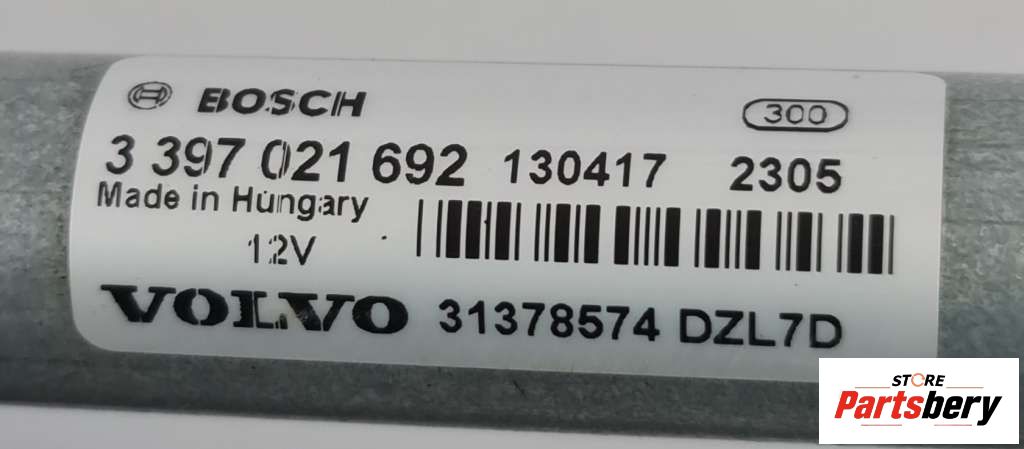 BOSCH 300
3 397 021 692 130417 2305
Made in Hungary
12V
VOLVO 31378574 DZL7D
STORE
Partsbery